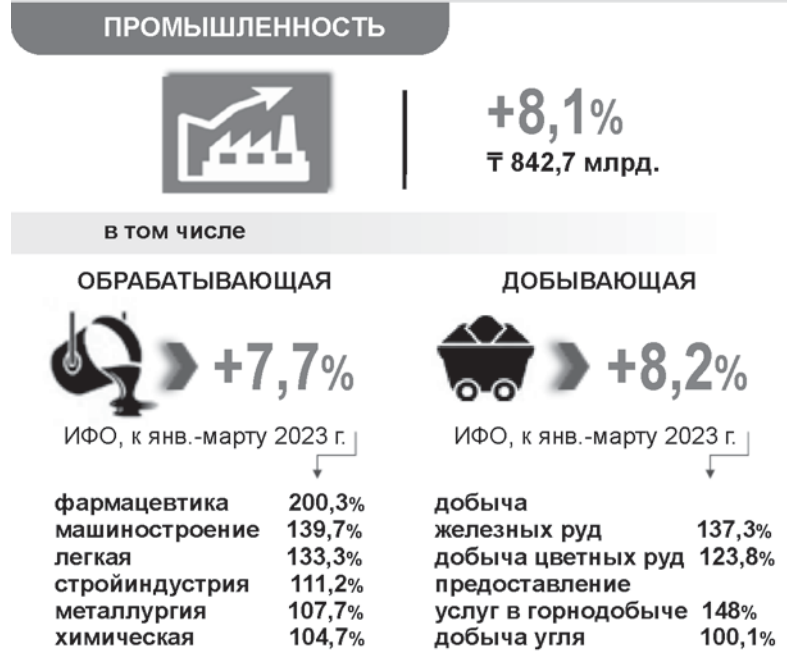 ПРОМЫШЛЕННОСТЬ
+8,1%
₸ 842,7 млрд.
в том числе
ОБРАБАТЫВАЮЩАЯ
+7,7%
ИФО, к янв.-марту 2023 г.
фармацевтика 200,3%
машиностроение 139,7%
легкая 133,3%
стройиндустрия 111,2%
металлургия 107,7%
химическая 104,7%
ДОБЫВАЮЩАЯ
+8,2%
ИФО, к янв.-марту 2023 г.
добыча
железных руд 137,3%
добыча цветных руд 123,8%
предоставление
услуг в горнодобыче 148%
добыча угля 100,1%